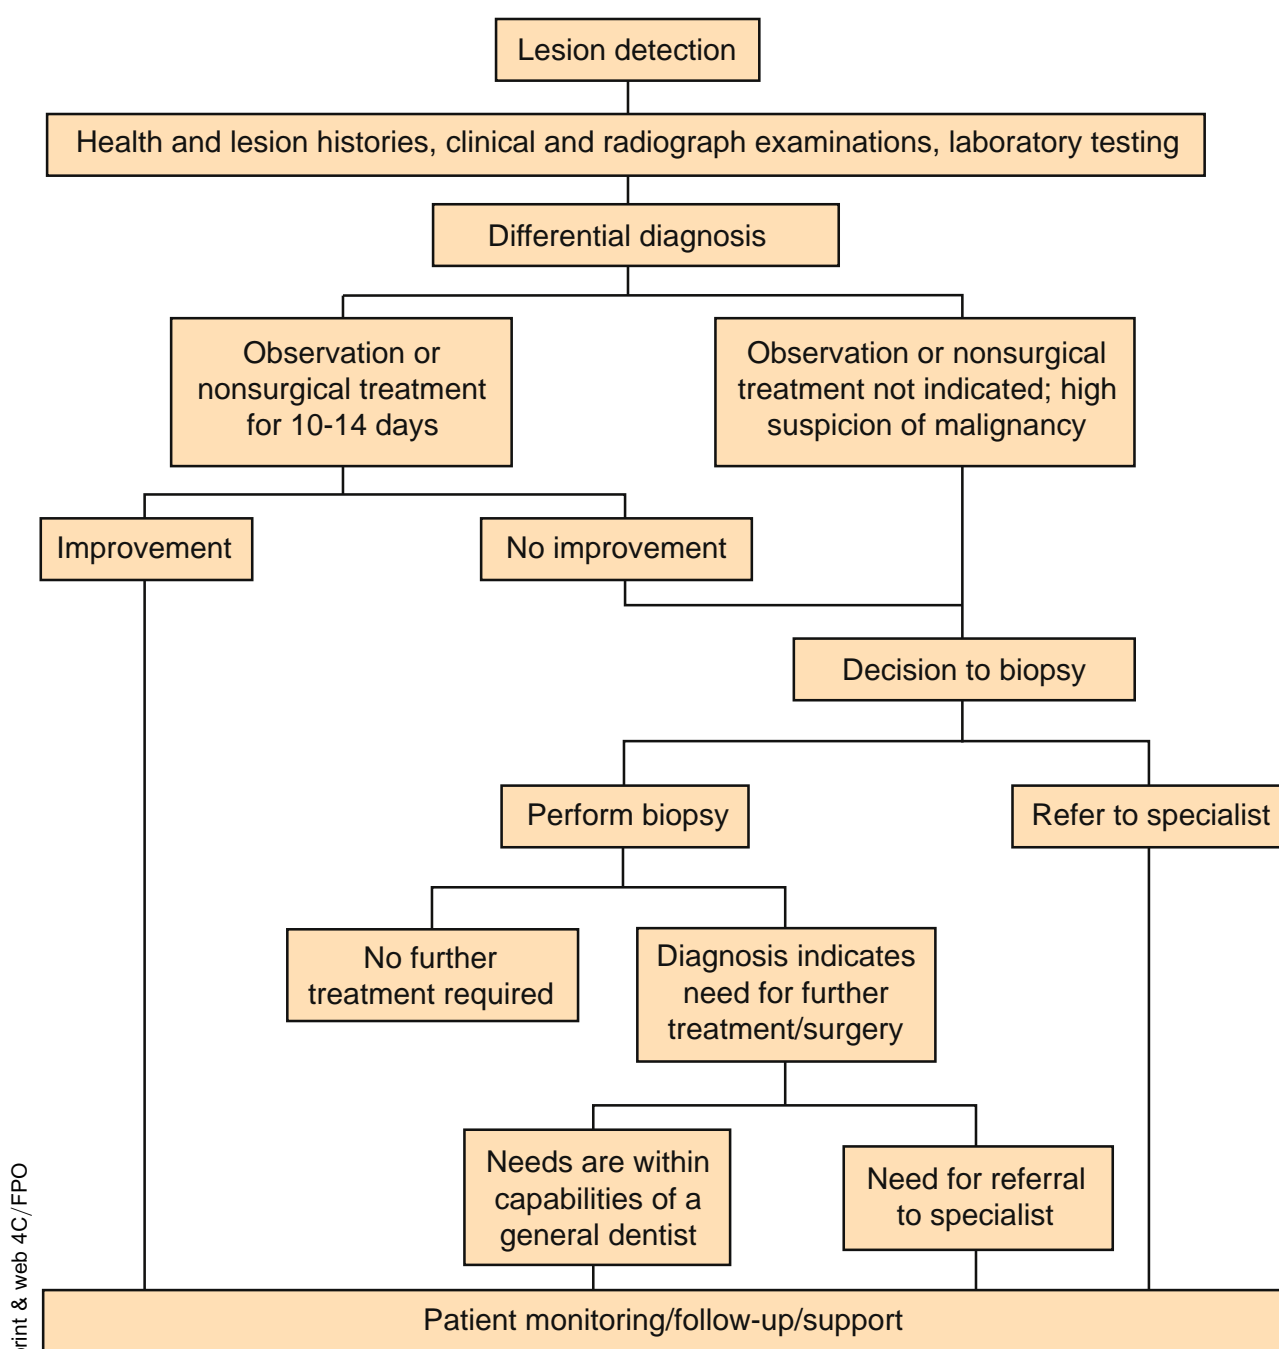 Lesion detection
Health and lesion histories, clinical and radiograph examinations, laboratory testing
Differential diagnosis
Observation or
nonsurgical treatment
for 10-14 days
Observation or nonsurgical
treatment not indicated; high
suspicion of malignancy
Improvement
No improvement
Decision to biopsy
Perform biopsy
Refer to specialist
No further
treatment required
Diagnosis indicates
need for further
treatment/surgery
Needs are within
capabilities of a
general dentist
Need for referral
to specialist
Patient monitoring/follow-up/support
& web 4C/FPO